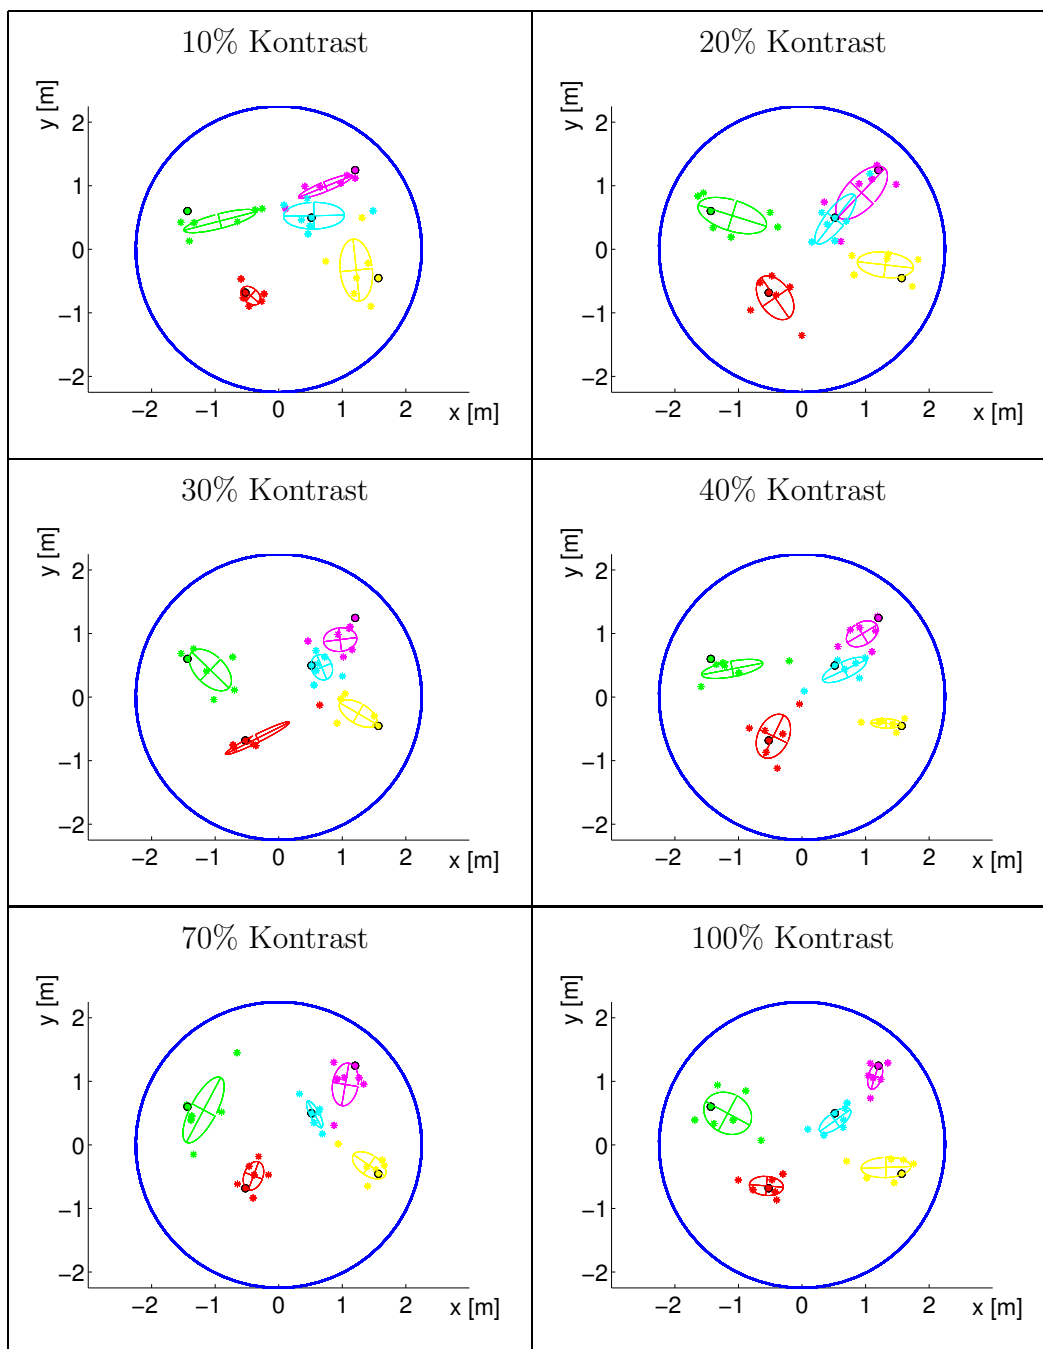 10% Kontrast
20% Kontrast
y [m]
2
1
0
−1
−2
−2 −1 0 1 2 x [m]
y [m]
2
1
0
−1
−2
−2 −1 0 1 2 x [m]
30% Kontrast
40% Kontrast
y [m]
2
1
0
−1
−2
−2 −1 0 1 2 x [m]
y [m]
2
1
0
−1
−2
−2 −1 0 1 2 x [m]
70% Kontrast
100% Kontrast
y [m]
2
1
0
−1
−2
−2 −1 0 1 2 x [m]
y [m]
2
1
0
−1
−2
−2 −1 0 1 2 x [m]